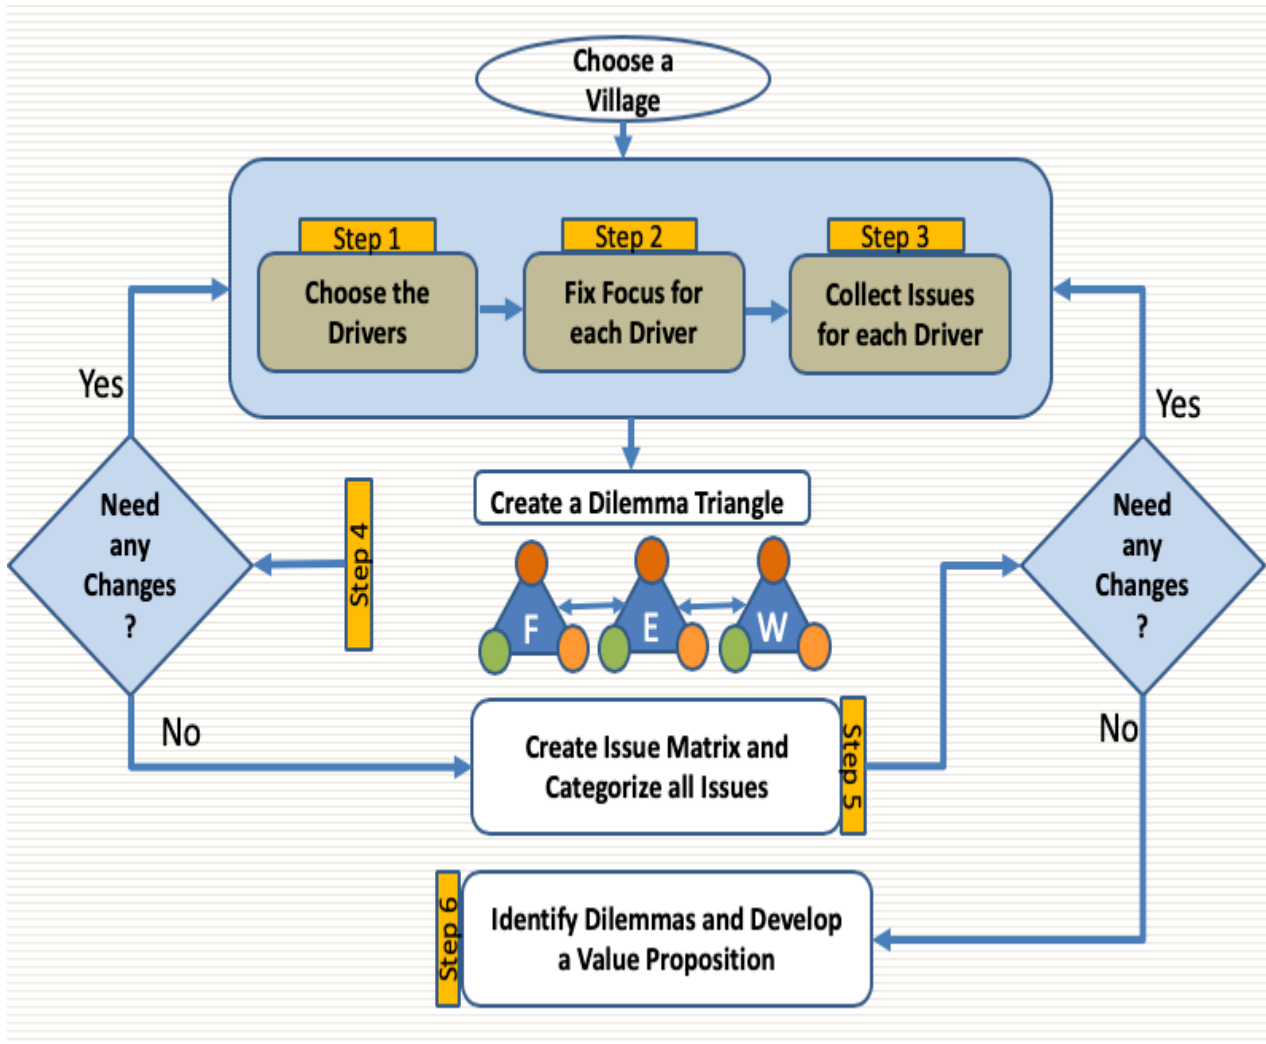 Choose a
Village
Step 1
Choose the
Drivers
Step 2
Fix Focus for
each Driver
Step 3
Collect Issues
for each Driver
Yes
Yes
Need
any
Changes
?
Step 4
Create a Dilemma Triangle
F
E
W
Need
any
Changes
?
No
Create Issue Matrix and
Categorize all Issues
Step 5
No
Step 6
Identify Dilemmas and Develop
a Value Proposition